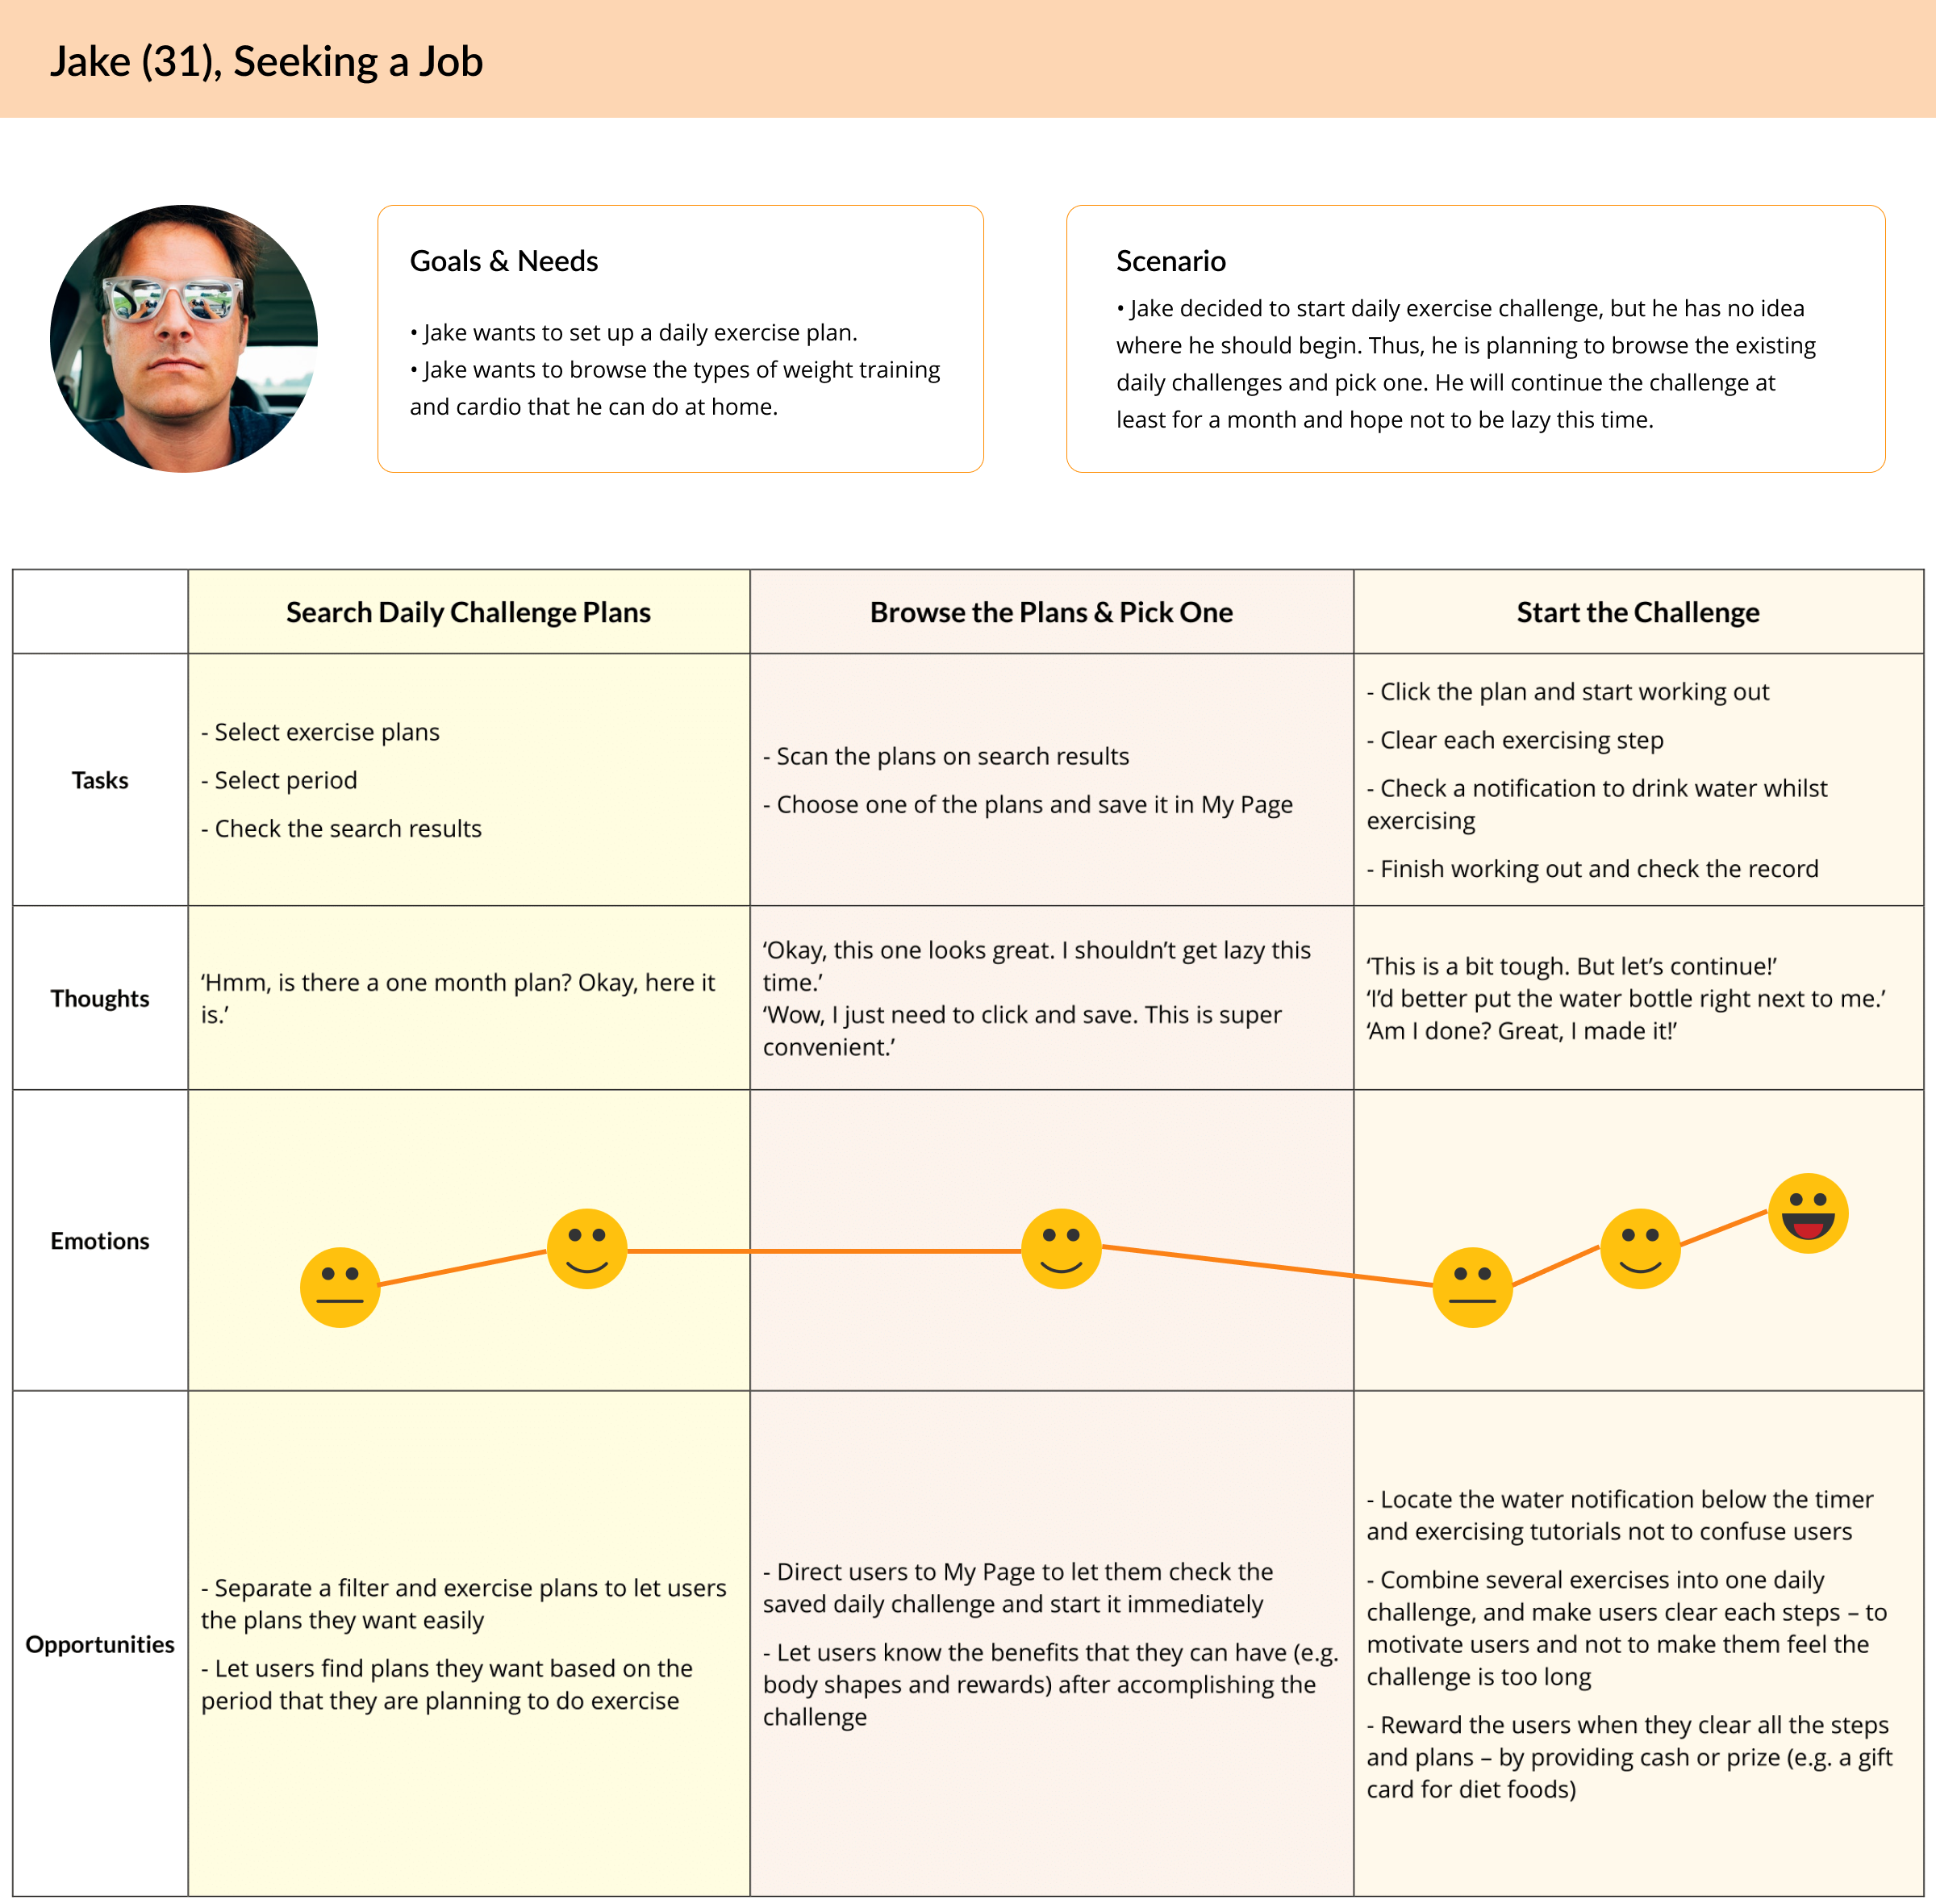 Jake (31), Seeking a Job
Goals & Needs
• Jake wants to set up a daily exercise plan.
• Jake wants to browse the types of weight training
and cardio that he can do at home.
Scenario
• Jake decided to start daily exercise challenge, but he has no idea
where he should begin. Thus, he is planning to browse the existing
daily challenges and pick one. He will continue the challenge at
least for a month and hope not to be lazy this time.
Search Daily Challenge Plans
Browse the Plans & Pick One
Start the Challenge
Tasks
- Select exercise plans
- Select period
- Check the search results
- Scan the plans on search results
- Choose one of the plans and save it in My Page
- Click the plan and start working out
- Clear each exercising step
- Check a notification to drink water whilst
exercising
- Finish working out and check the record
Thoughts
‘Hmm, is there a one month plan? Okay, here it
is.’
‘Okay, this one looks great. I shouldn’t get lazy this
time.’
‘Wow, I just need to click and save. This is super
convenient.’
‘This is a bit tough. But let’s continue!’
‘I’d better put the water bottle right next to me.’
‘Am I done? Great, I made it!’
Emotions
Opportunities
- Separate a filter and exercise plans to let users
the plans they want easily
- Let users find plans they want based on the
period that they are planning to do exercise
- Direct users to My Page to let them check the
saved daily challenge and start it immediately
- Let users know the benefits that they can have (e.g.
body shapes and rewards) after accomplishing the
challenge
- Locate the water notification below the timer
and exercising tutorials not to confuse users
- Combine several exercises into one daily
challenge, and make users clear each steps – to
motivate users and not to make them feel the
challenge is too long
- Reward the users when they clear all the steps
and plans – by providing cash or prize (e.g. a gift
card for diet foods)